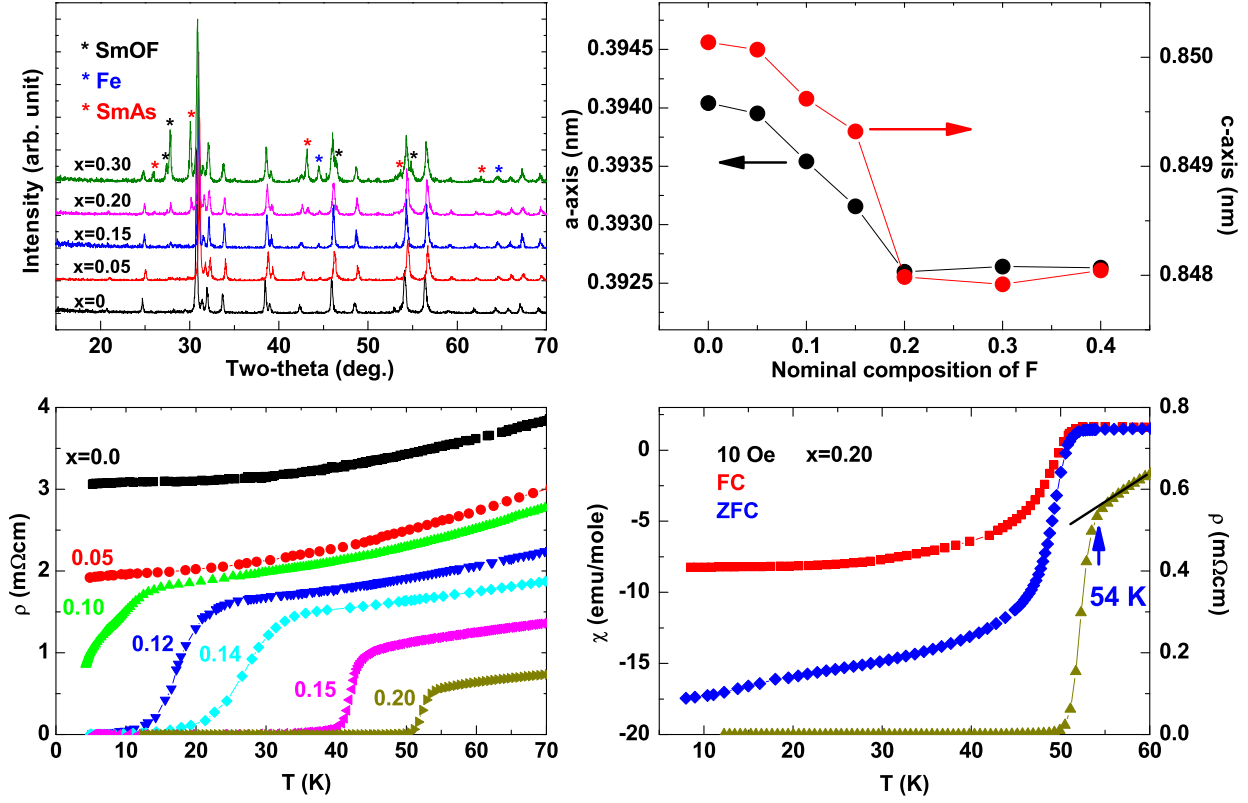 * SmOF
* Fe
* SmAs
x=0.30
x=0.20
x=0.15
x=0.05
x=0
Intensity (arb. unit)
20 30 40 50 60 70
Two-theta (deg.)
0.3945
0.3940
0.3935
0.3930
0.3925
a-axis (nm)
0.850
0.849
0.848
c-axis (nm)
0.0 0.1 0.2 0.3 0.4
Nominal composition of F
4
3
2
1
0
ρ (mΩcm)
x=0.0
0.05
0.10
0.12
0.14
0.15
0.20
0 10 20 30 40 50 60 70
T (K)
0
-5
-10
-15
-20
χ (emu/mole)
10 Oe x=0.20
FC
ZFC
54 K
0.8
0.6
0.4
0.2
0.0
ρ (mΩcm)
10 20 30 40 50 60
T (K)